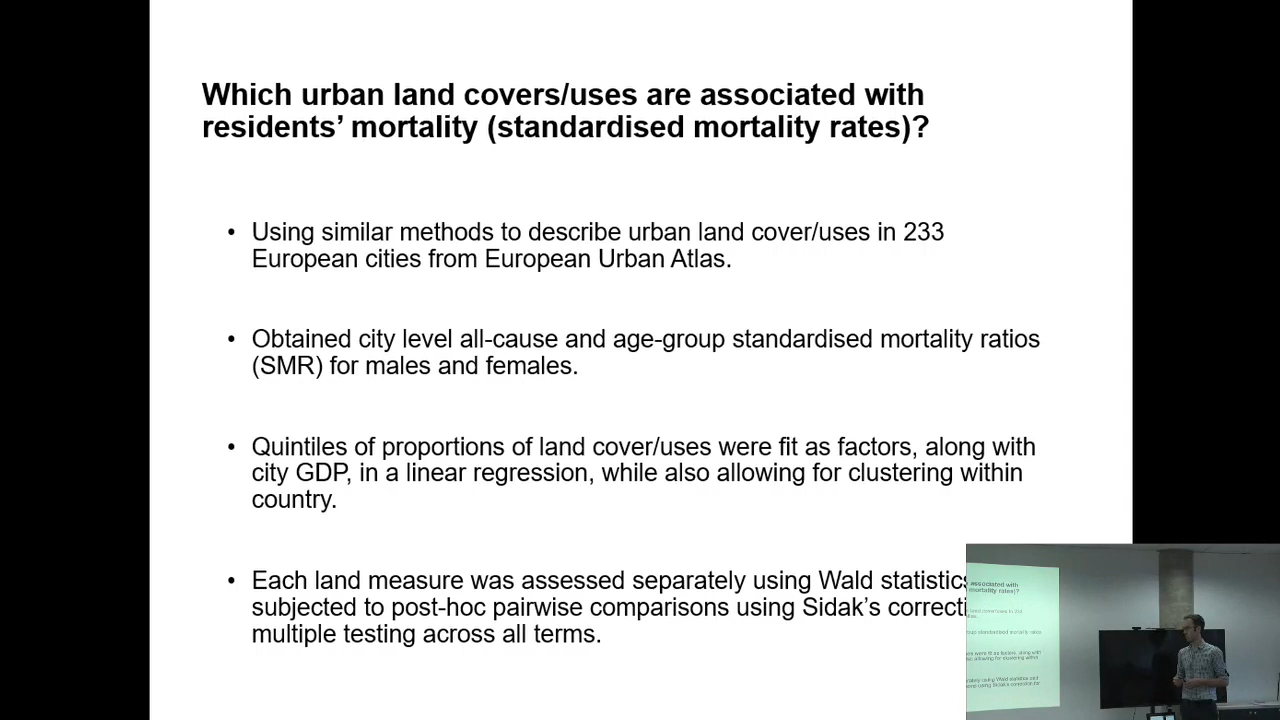 Which urban land covers/uses are associated with
residents’ mortality (standardised mortality rates)?
• Using similar methods to describe urban land cover/uses in 233
European cities from European Urban Atlas.
• Obtained city level all-cause and age-group standardised mortality ratios
(SMR) for males and females.
• Quintiles of proportions of land cover/uses were fit as factors, along with
city GDP, in a linear regression, while also allowing for clustering within
country.
• Each land measure was assessed separately using Wald statistics
subjected to post-hoc pairwise comparisons using Sidak’s correcti
multiple testing across all terms.
associated with
mortality rates)?